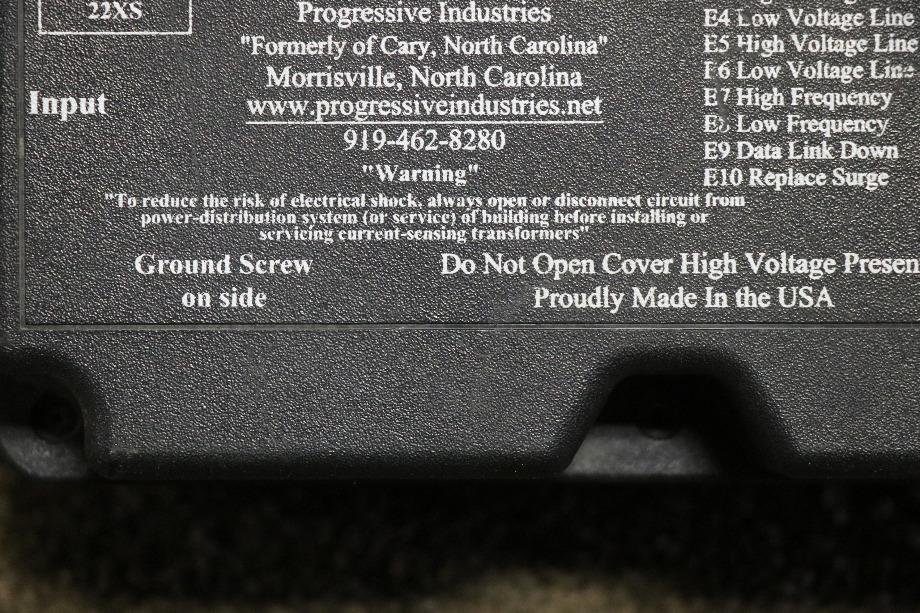 22XS
Progressive Industries
"Formerly of Cary, North Carolina"
Morrisville, North Carolina
www.progressiveindustries.net
919-462-8280
Input
"Warning"
"To reduce the risk of electrical shock, always open or disconnect circuit from
power-distribution system (or service) of building before installing or
servicing current-sensing transformers"
Ground Screw
on side
E4 Low Voltage Line
E5 High Voltage Line
E6 Low Voltage Line
E7 High Frequency
E8 Low Frequency
E9 Data Link Down
E10 Replace Surge
Do Not Open Cover High Voltage Presen
Proudly Made In the USA